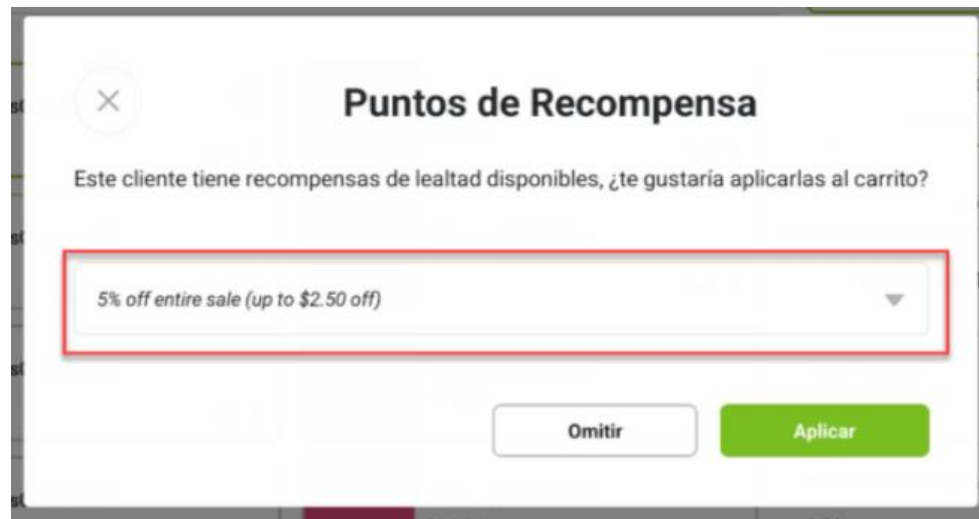 Puntos de Recompensa
Este cliente tiene recompensas de lealtad disponibles, ¿te gustaría aplicarlas al carrito?
5% off entire sale (up to $2.50 off)
Omitir
Aplicar